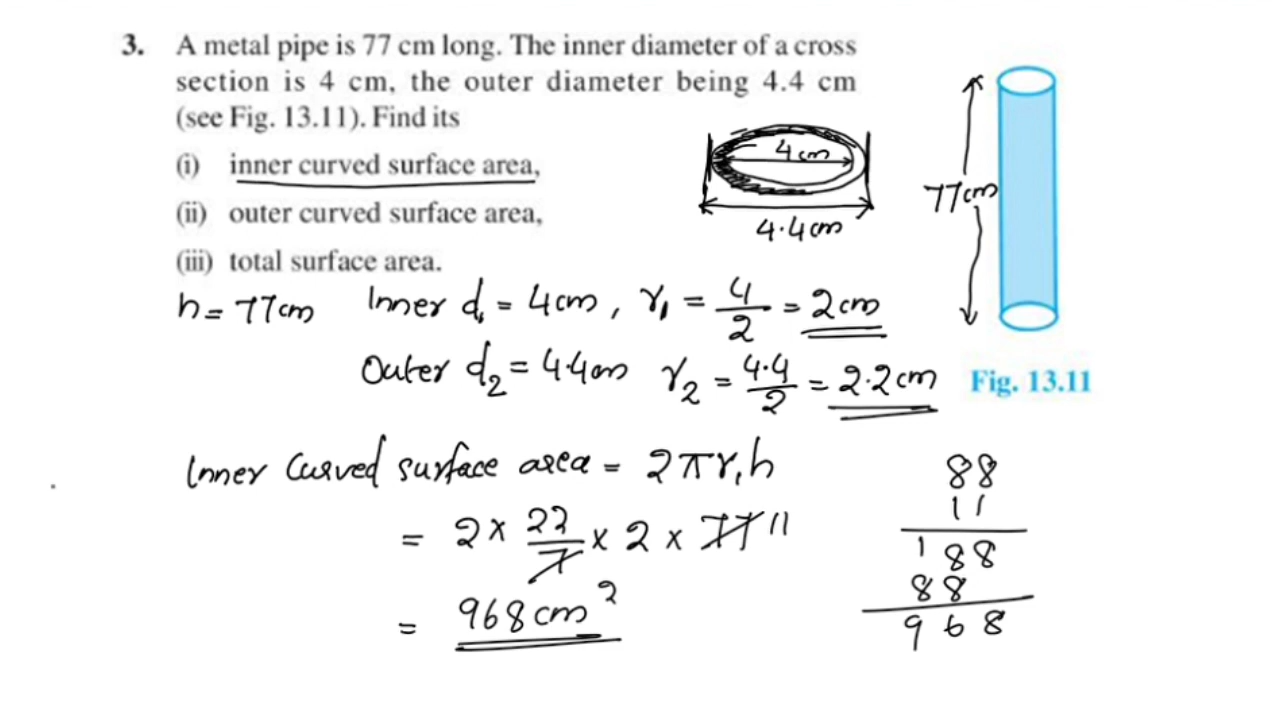 3. A metal pipe is 77 cm long. The inner diameter of a cross
section is 4 cm, the outer diameter being 4.4 cm
(see Fig. 13.11). Find its
(i) inner curved surface area,
(ii) outer curved surface area,
(iii) total surface area.
4cm
4.4cm
77cm
Fig. 13.11
h = 77cm Inner d₁ = 4cm, r₁ = 4/2 = 2cm
Outer d₂ = 4.4cm r₂ = 4.4/2 = 2.2cm
Inner Curved surface area = 2πr₁h
= 2 × 22/7 × 2 × 77 11
= 968cm²
88
11
1 88
88
968